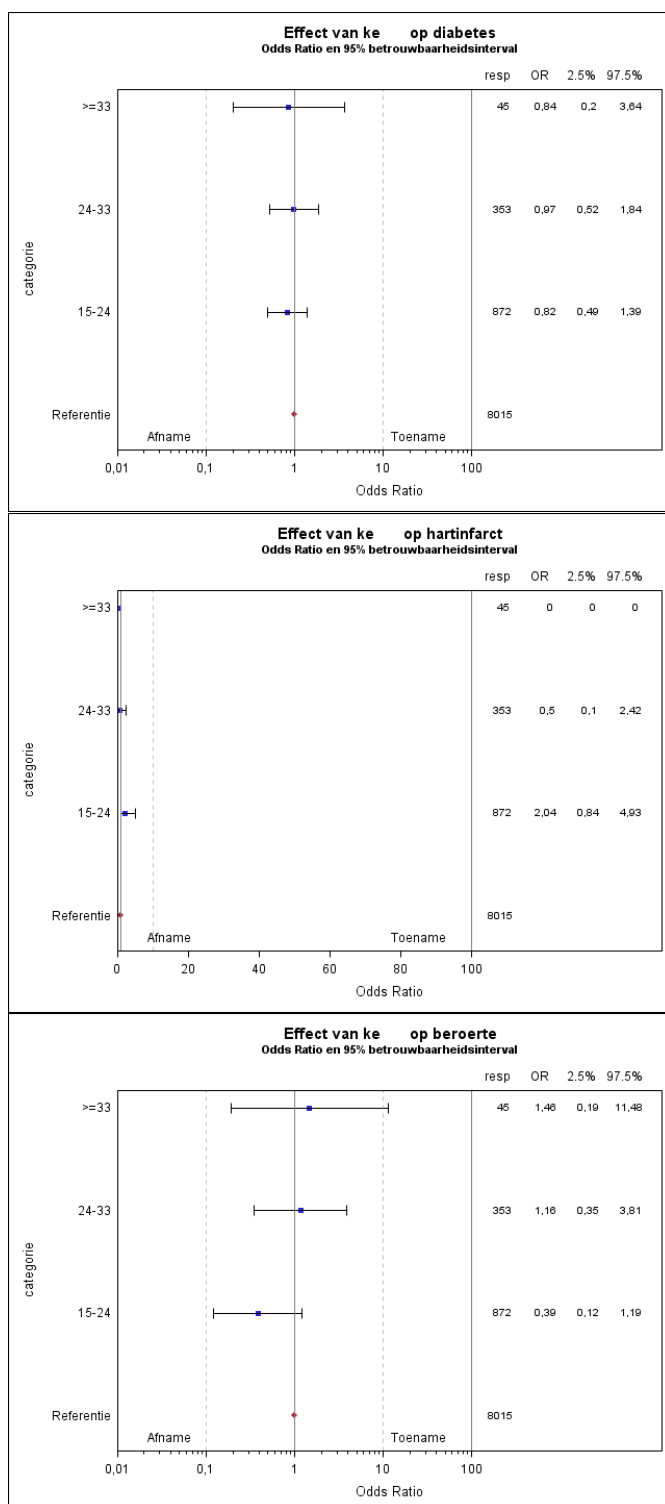 Effect van ke op diabetes
Odds Ratio en 95% betrouwbaarheidsinterval
resp OR 2.5% 97.5%
>=33 45 0,84 0,2 3,64
24-33 353 0,97 0,52 1,84
categorie
15-24 872 0,82 0,49 1,39
Referentie 8015
Afname Toename
0,01 0,1 1 10 100
Odds Ratio
Effect van ke op hartinfarct
Odds Ratio en 95% betrouwbaarheidsinterval
resp OR 2.5% 97.5%
>=33 45 0 0 0
24-33 353 0,5 0,1 2,42
categorie
15-24 872 2,04 0,84 4,93
Referentie 8015
Afname Toename
0 20 40 60 80 100
Odds Ratio
Effect van ke op beroerte
Odds Ratio en 95% betrouwbaarheidsinterval
resp OR 2.5% 97.5%
>=33 45 1,46 0,19 11,48
24-33 353 1,16 0,35 3,81
categorie
15-24 872 0,39 0,12 1,19
Referentie 8015
Afname Toename
0,01 0,1 1 10 100
Odds Ratio